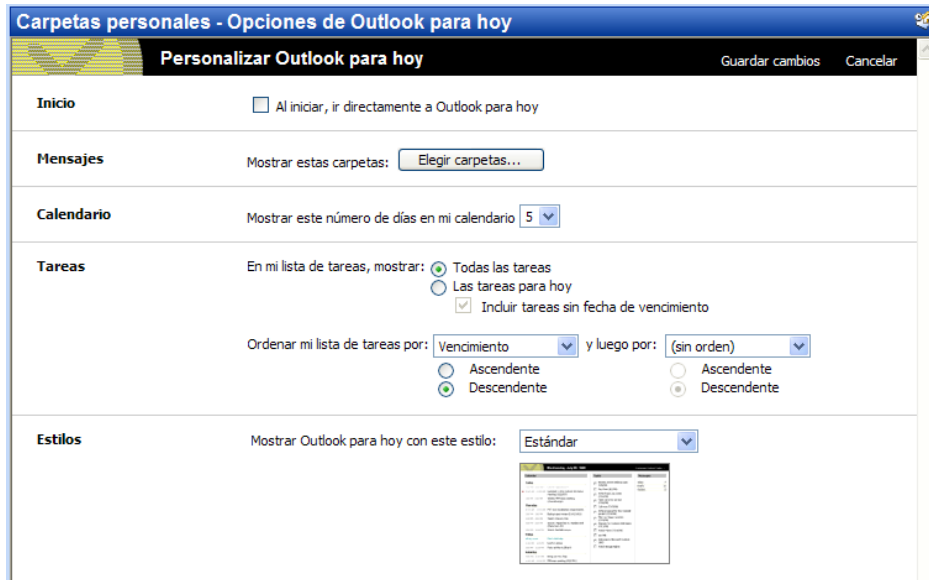 Carpetas personales - Opciones de Outlook para hoy
Personalizar Outlook para hoy
Guardar cambios
Cancelar
Inicio
Al iniciar, ir directamente a Outlook para hoy
Mensajes
Mostrar estas carpetas:
Elegir carpetas...
Calendario
Mostrar este número de días en mi calendario
5
Tareas
En mi lista de tareas, mostrar:
Todas las tareas
Las tareas para hoy
Incluir tareas sin fecha de vencimiento
Ordenar mi lista de tareas por:
Vencimiento
y luego por:
(sin orden)
Ascendente
Ascendente
Descendente
Descendente
Estilos
Mostrar Outlook para hoy con este estilo:
Estándar